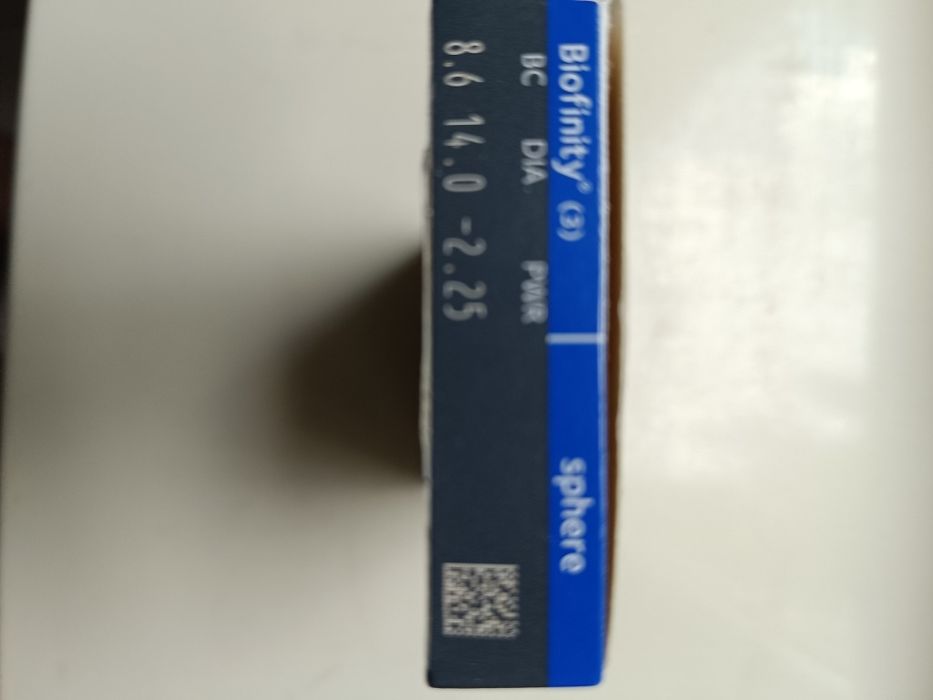 Biofinity® (3) sphere
BC DIA PWR
8.6 14.0 -2.25